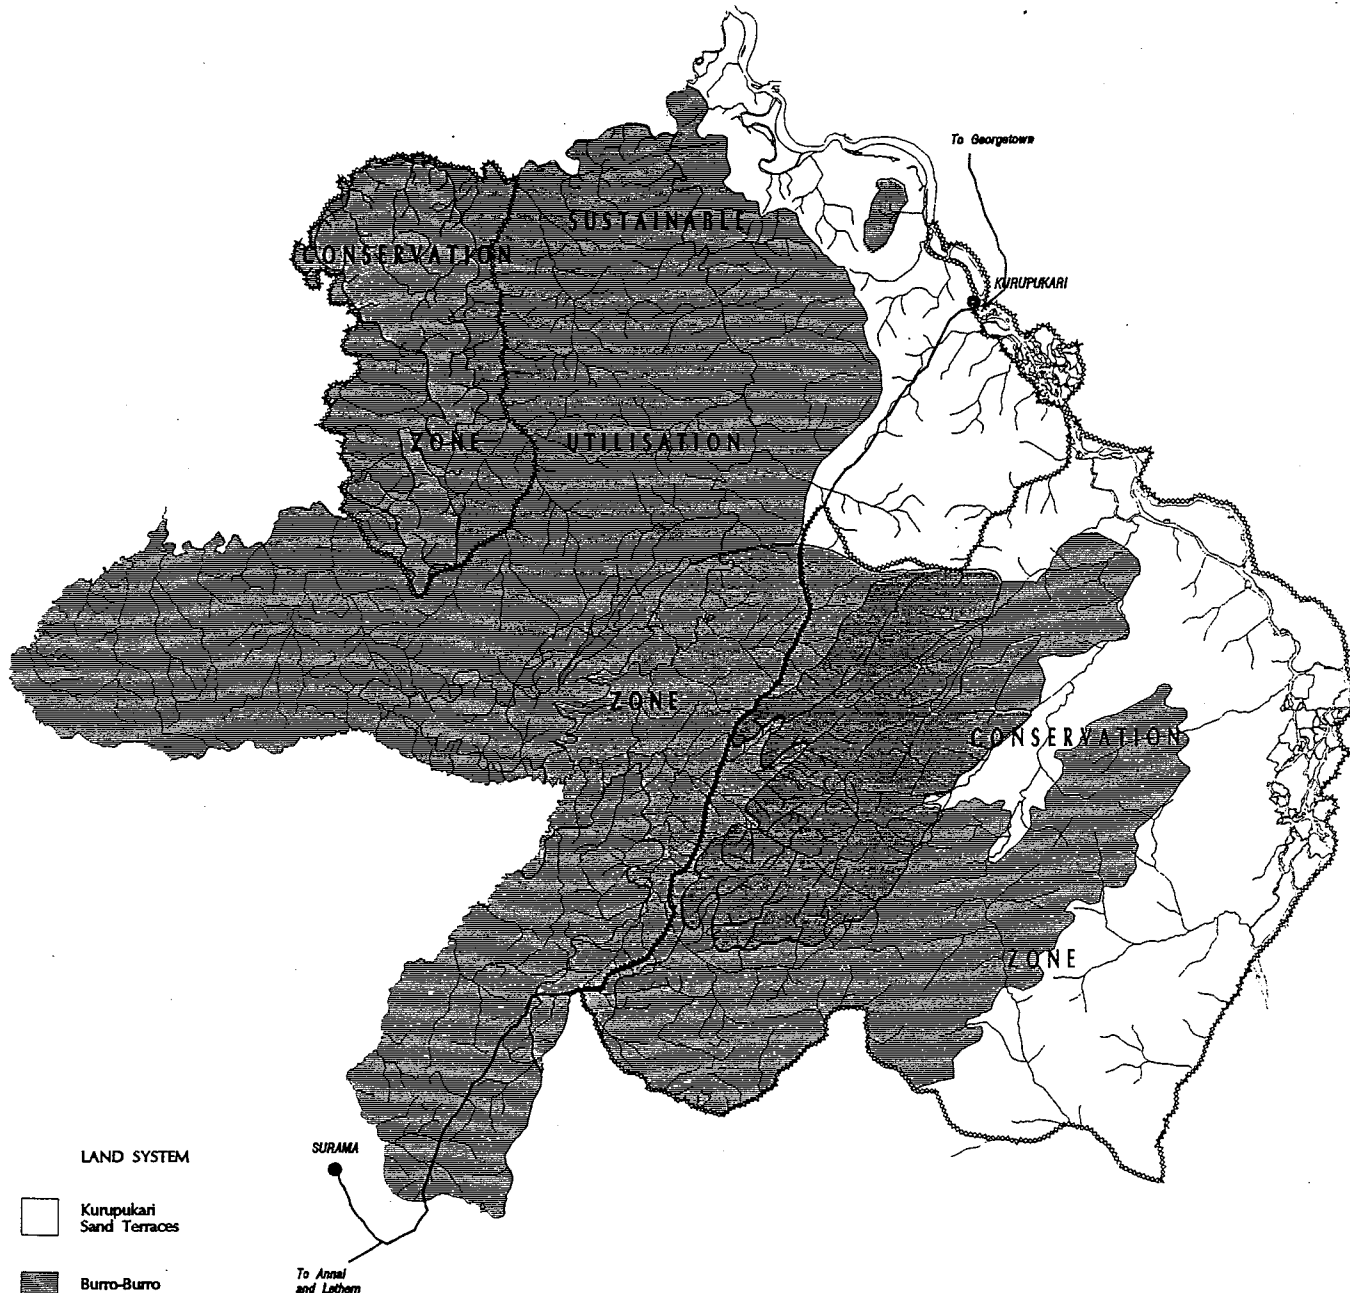 To Georgetown
SUSTAINABLE
CONSERVATION
KURUPUKARI
ZONE
UTILISATION
ZONE
CONSERVATION
ZONE
SURAMA
LAND SYSTEM
Kurupukari
Sand Terraces
To Annai
and Lethem
Burro-Burro